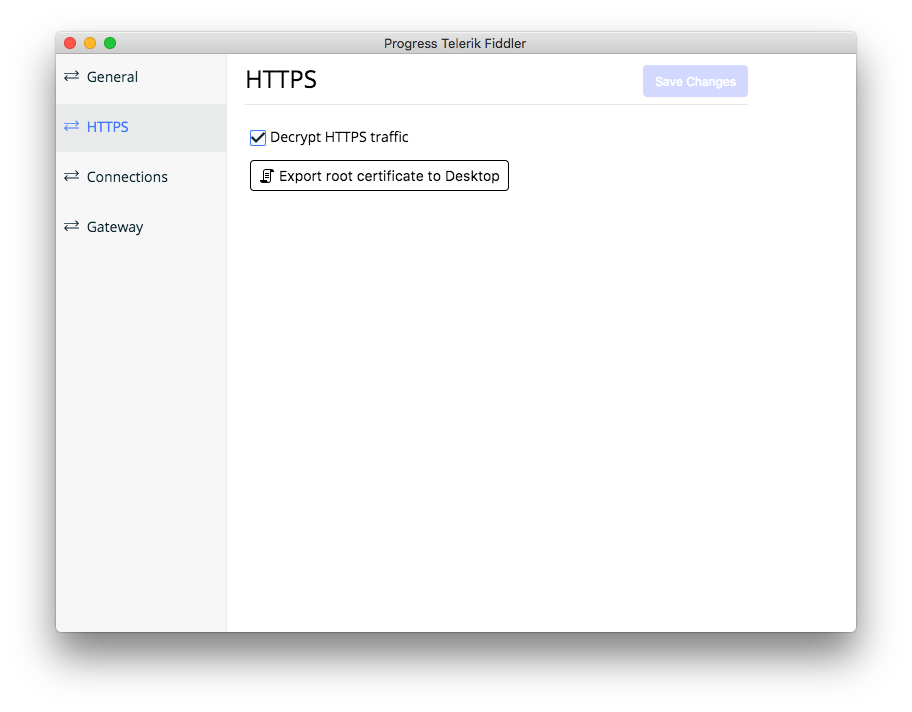 Progress Telerik Fiddler
General
HTTPS
Connections
Gateway
HTTPS
Save Changes
Decrypt HTTPS traffic
Export root certificate to Desktop